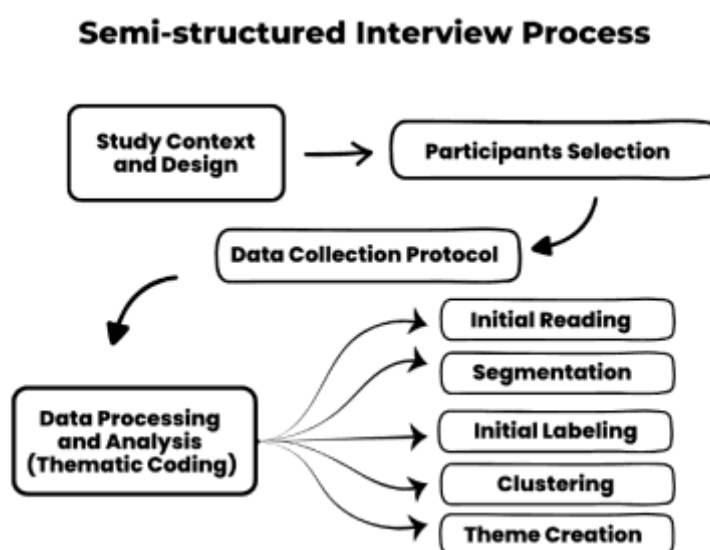 Semi-structured Interview Process
Study Context
and Design
Participants Selection
Data Collection Protocol
Initial Reading
Segmentation
Data Processing
and Analysis
(Thematic Coding)
Initial Labeling
Clustering
Theme Creation